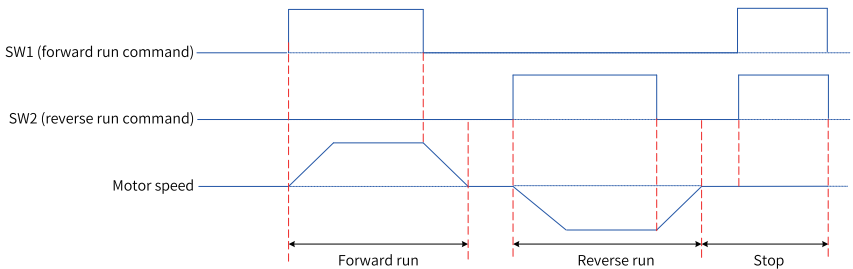 SW1 (forward run command)
SW2 (reverse run command)
Motor speed
Forward run
Reverse run
Stop